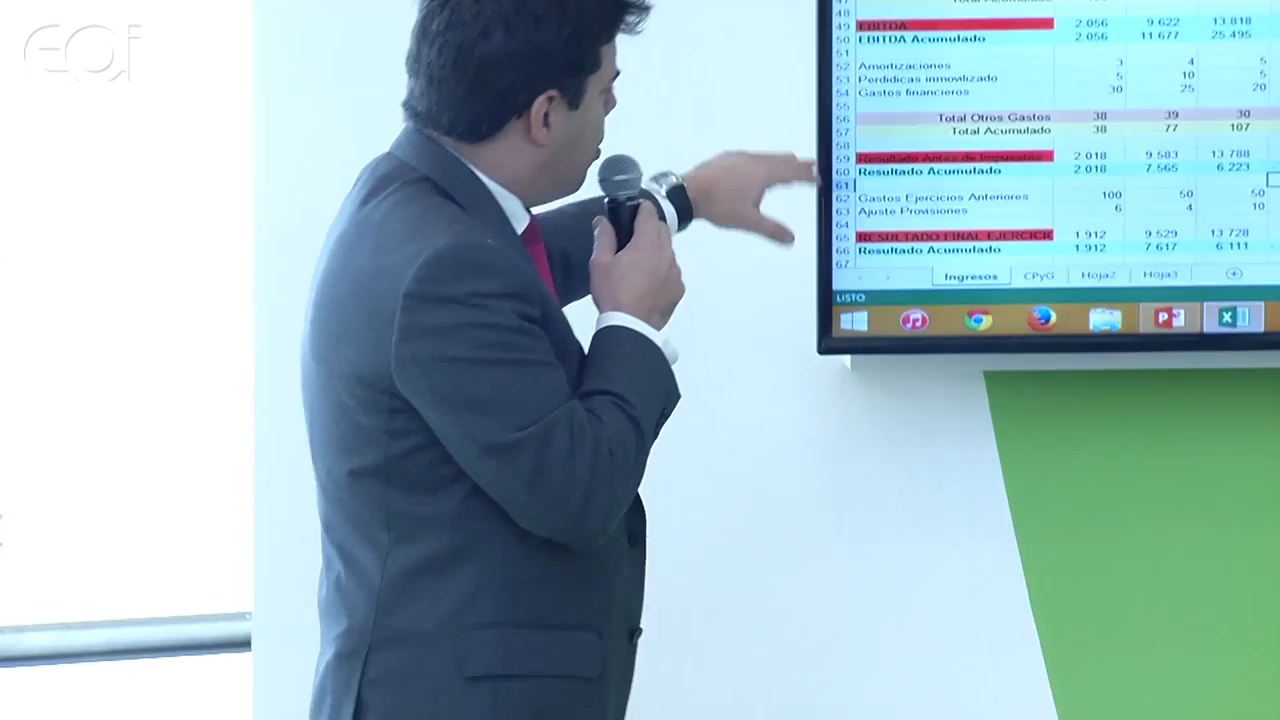 EOI
48
49 EBITDA 2.056 9.622 13.818
50 EBITDA Acumulado 2.056 11.677 25.495
51
52 Amortizaciones 3 4 5
53 Perdidicas inmovilizado 5 10 5
54 Gastos financieros 30 25 20
55
56 Total Otros Gastos 38 39 30
57 Total Acumulado 38 77 107
58
59 Resultado Antes de Impuestos 2.018 9.583 13.788
60 Resultado Acumulado 2.018 7.565 6.223
61
62 Gastos Ejercicios Anteriores 100 50 50
63 Ajuste Provisiones 6 4 10
64
65 RESULTADO FINAL EJERCICIC 1.912 9.529 13.728
66 Resultado Acumulado 1.912 7.617 6.111
67
Ingresos CPyG Hoja2 Hoja3
LISTO